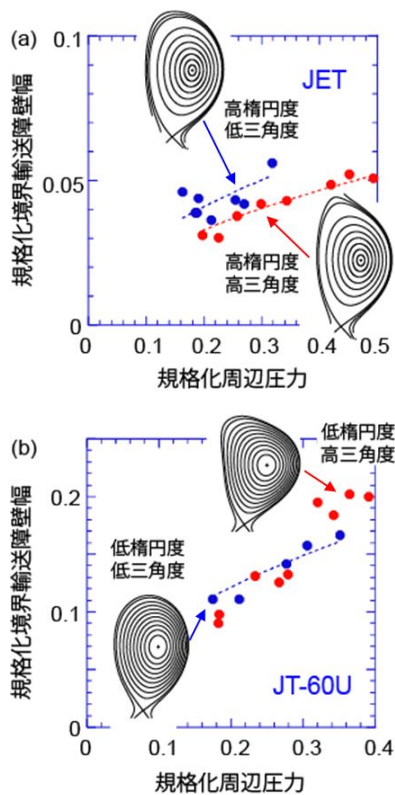 (a)
0.1
JET
高楕円度
低三角度
規格化境界輸送障壁幅
0.05
高楕円度
高三角度
0
0
0.1
0.2
0.3
0.4
0.5
規格化周辺圧力
(b)
低楕円度
高三角度
0.2
低楕円度
低三角度
規格化境界輸送障壁幅
0.1
JT-60U
0
0
0.1
0.2
0.3
0.4
規格化周辺圧力